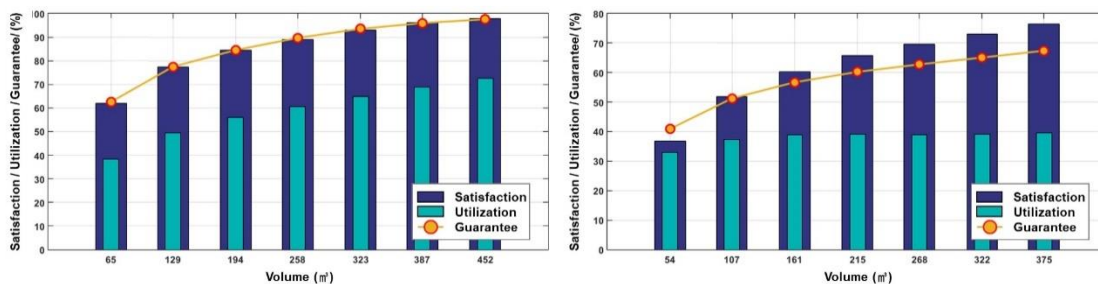 Satisfaction / Utilization / Guarantee/ (%)
100
90
80
70
60
50
40
30
20
10
0
65 129 194 258 323 387 452
Volume (㎥)
Satisfaction
Utilization
Guarantee
Satisfaction / Utilization / Guarantee/ (%)
80
70
60
50
40
30
20
10
0
54 107 161 215 268 322 375
Volume (㎥)
Satisfaction
Utilization
Guarantee